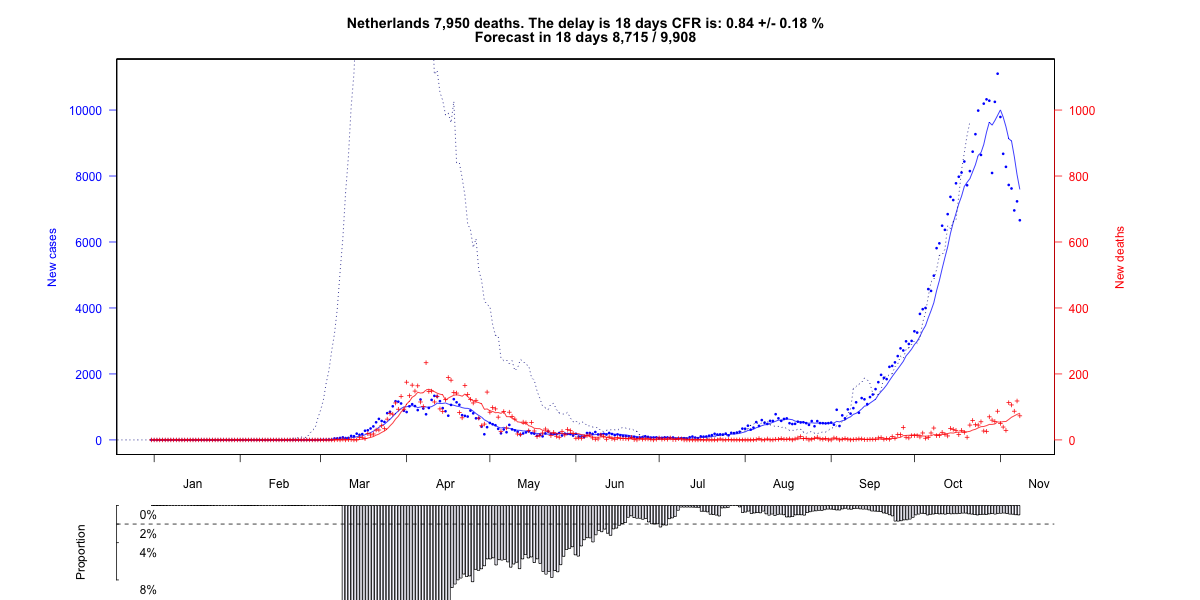 Netherlands 7,950 deaths. The delay is 18 days CFR is: 0.84 +/- 0.18 %
Forecast in 18 days 8,715 / 9,908
10000
8000
6000
4000
2000
0
New cases
1000
800
600
400
200
0
New deaths
Jan Feb Mar Apr May Jun Jul Aug Sep Oct Nov
0%
2%
4%
8%
Proportion